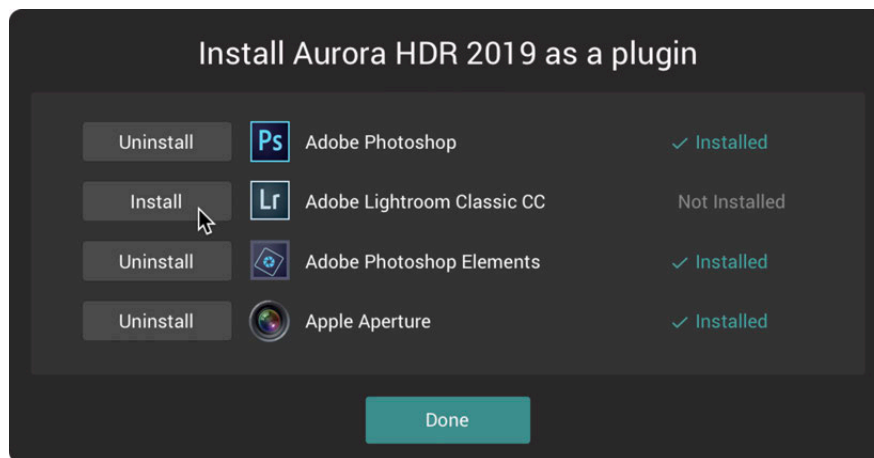 Install Aurora HDR 2019 as a plugin
Uninstall Ps Adobe Photoshop ✓ Installed
Install Lr Adobe Lightroom Classic CC Not Installed
Uninstall Adobe Photoshop Elements ✓ Installed
Uninstall Apple Aperture ✓ Installed
Done